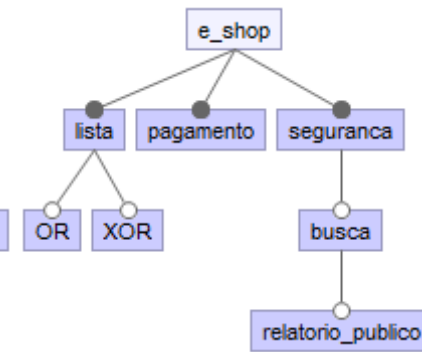 e_shop
lista pagamento seguranca
OR XOR busca
relatorio_publico